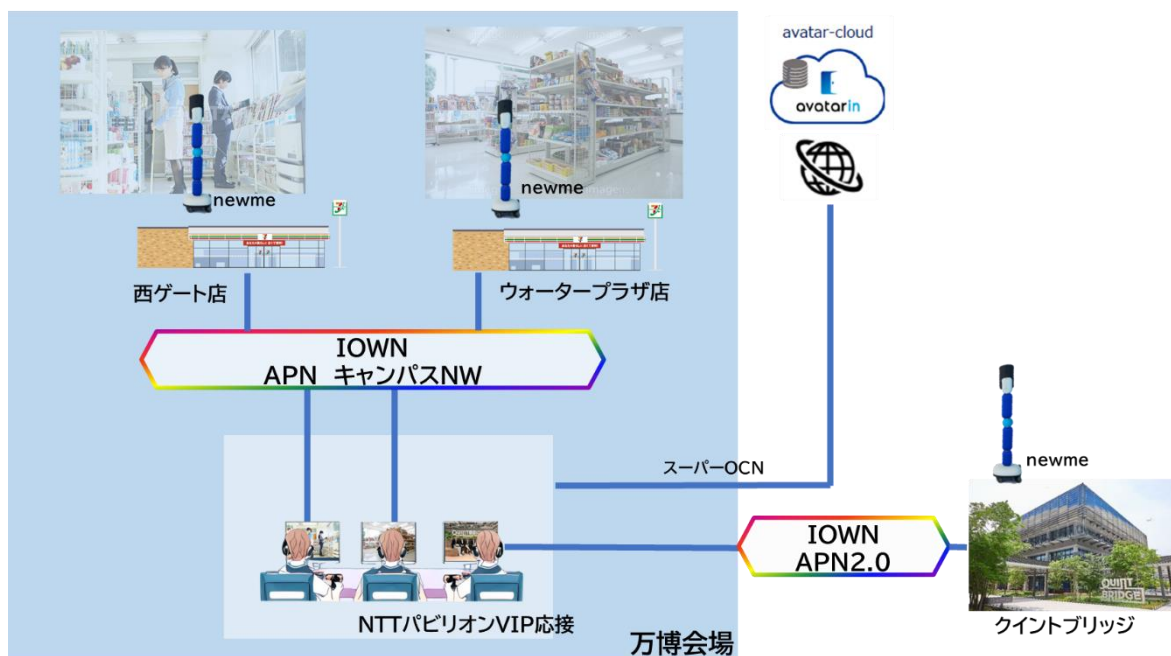 avatar-cloud
avatarin
newme
newme
西ゲート店
ウォータープラザ店
IOWN
APN キャンパスNW
スーパーOCN
newme
IOWN
APN2.0
QUINT
BRIDGE
NTTパビリオンVIP応接
クイントブリッジ
万博会場